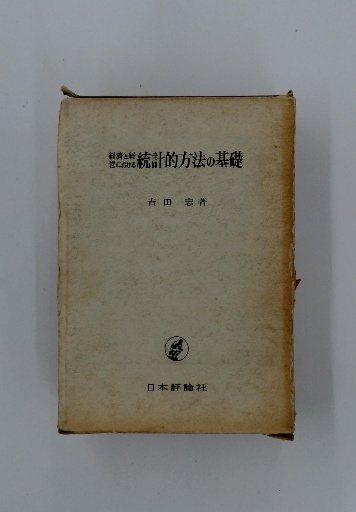 経済と経営における統計的方法の基礎
吉田 忠著
日本評論社